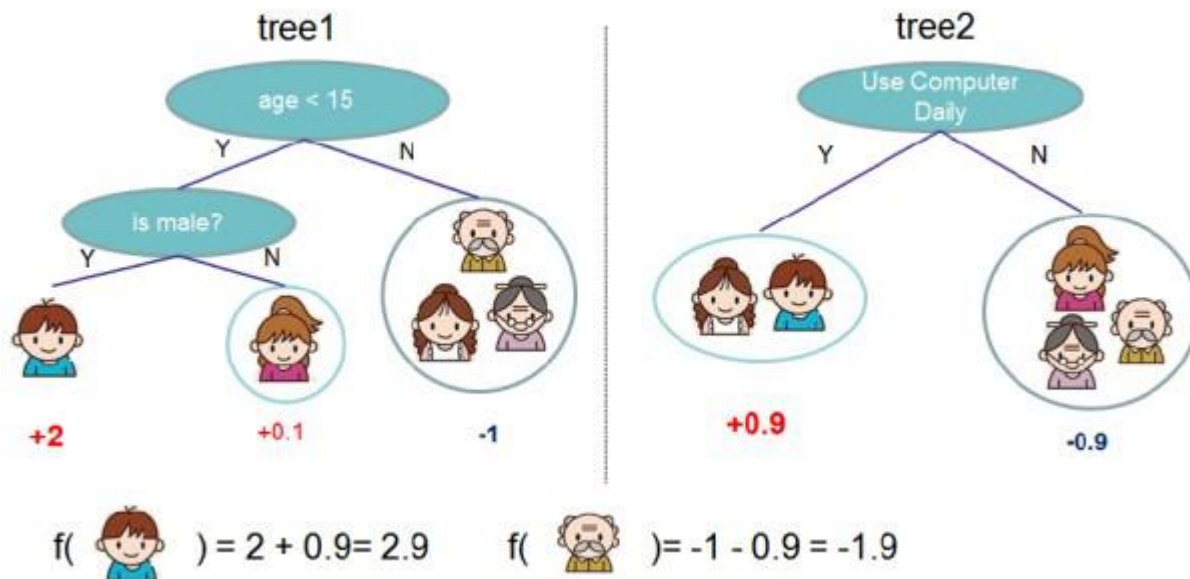 tree1
age < 15
Y
N
is male?
Y
N
+2
+0.1
-1
tree2
Use Computer
Daily
Y
N
+0.9
-0.9
f( ) = 2 + 0.9= 2.9
f( )= -1 - 0.9 = -1.9